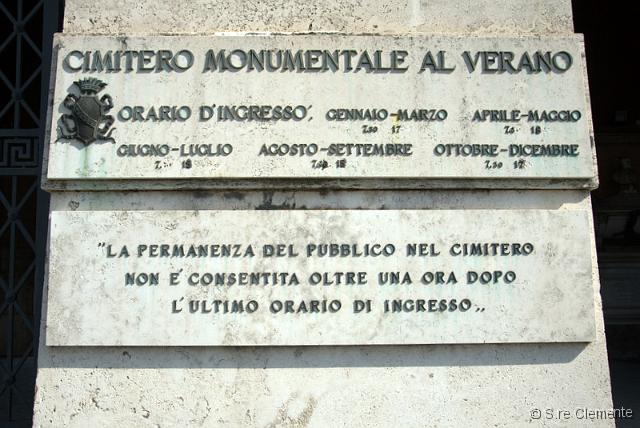 CIMITERO MONUMENTALE AL VERANO
ORARIO D'INGRESSO: GENNAIO-MARZO APRILE-MAGGIO
7.30 17 7.30 18
GIUGNO-LUGLIO AGOSTO-SETTEMBRE OTTOBRE-DICEMBRE
7. 18 7.30 18 7.30 17
"LA PERMANENZA DEL PUBBLICO NEL CIMITERO
NON E' CONSENTITA OLTRE UNA ORA DOPO
L'ULTIMO ORARIO DI INGRESSO„
© S.re Clemente